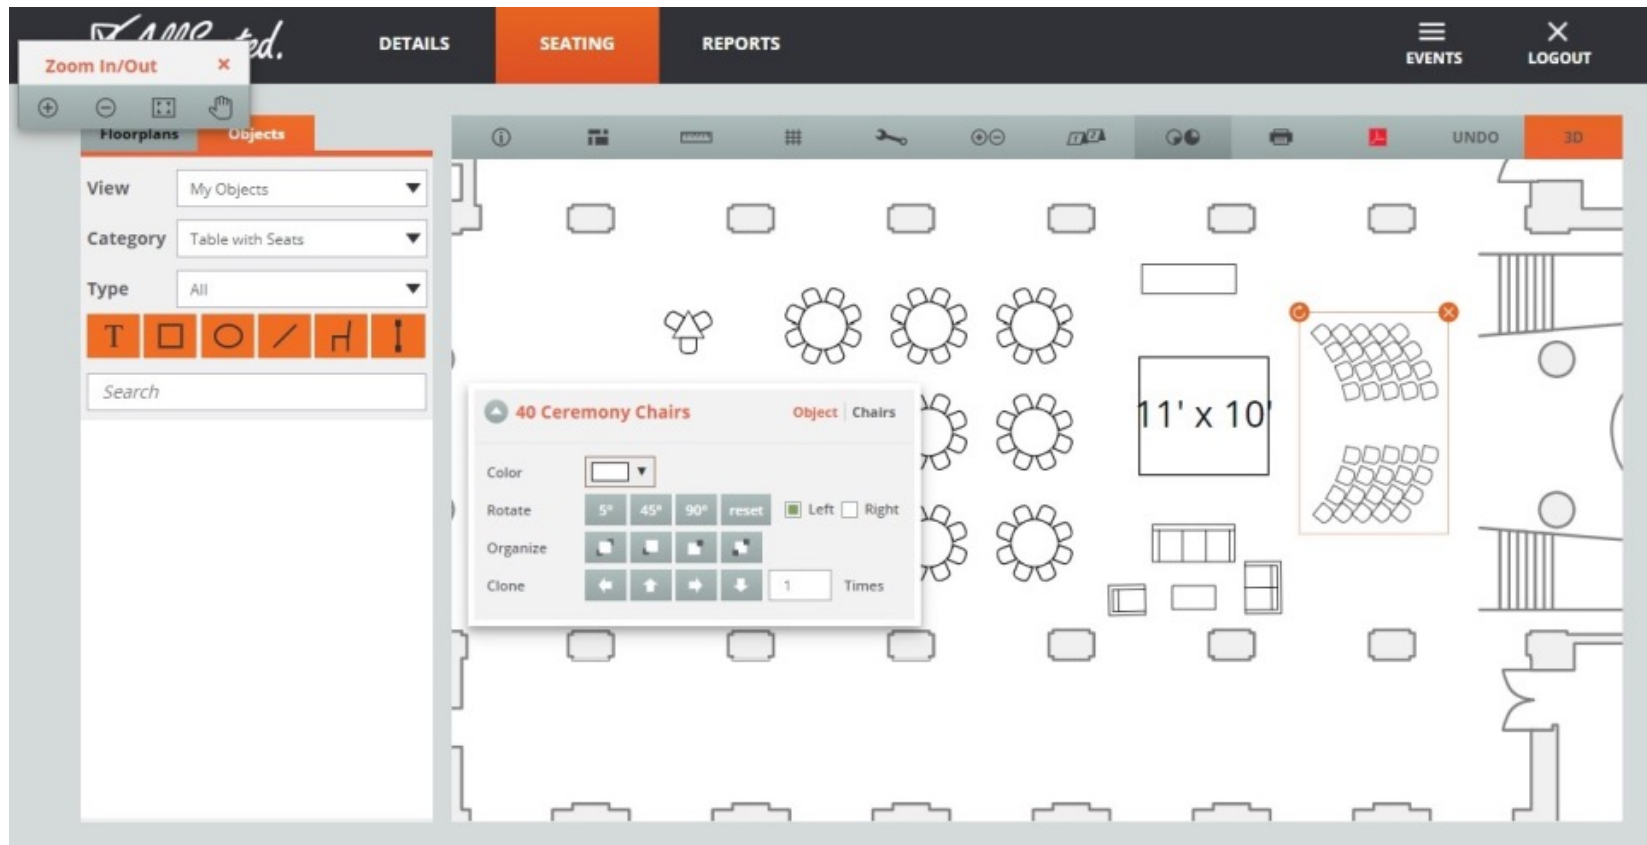 AllSeated.
DETAILS
SEATING
REPORTS
EVENTS
LOGOUT
Zoom In/Out
Floorplans
Objects
UNDO
3D
View
My Objects
Category
Table with Seats
Type
All
T
Search
40 Ceremony Chairs
Object
Chairs
Color
Rotate
5°
45°
90°
reset
Left
Right
Organize
Clone
1
Times
11' x 10'